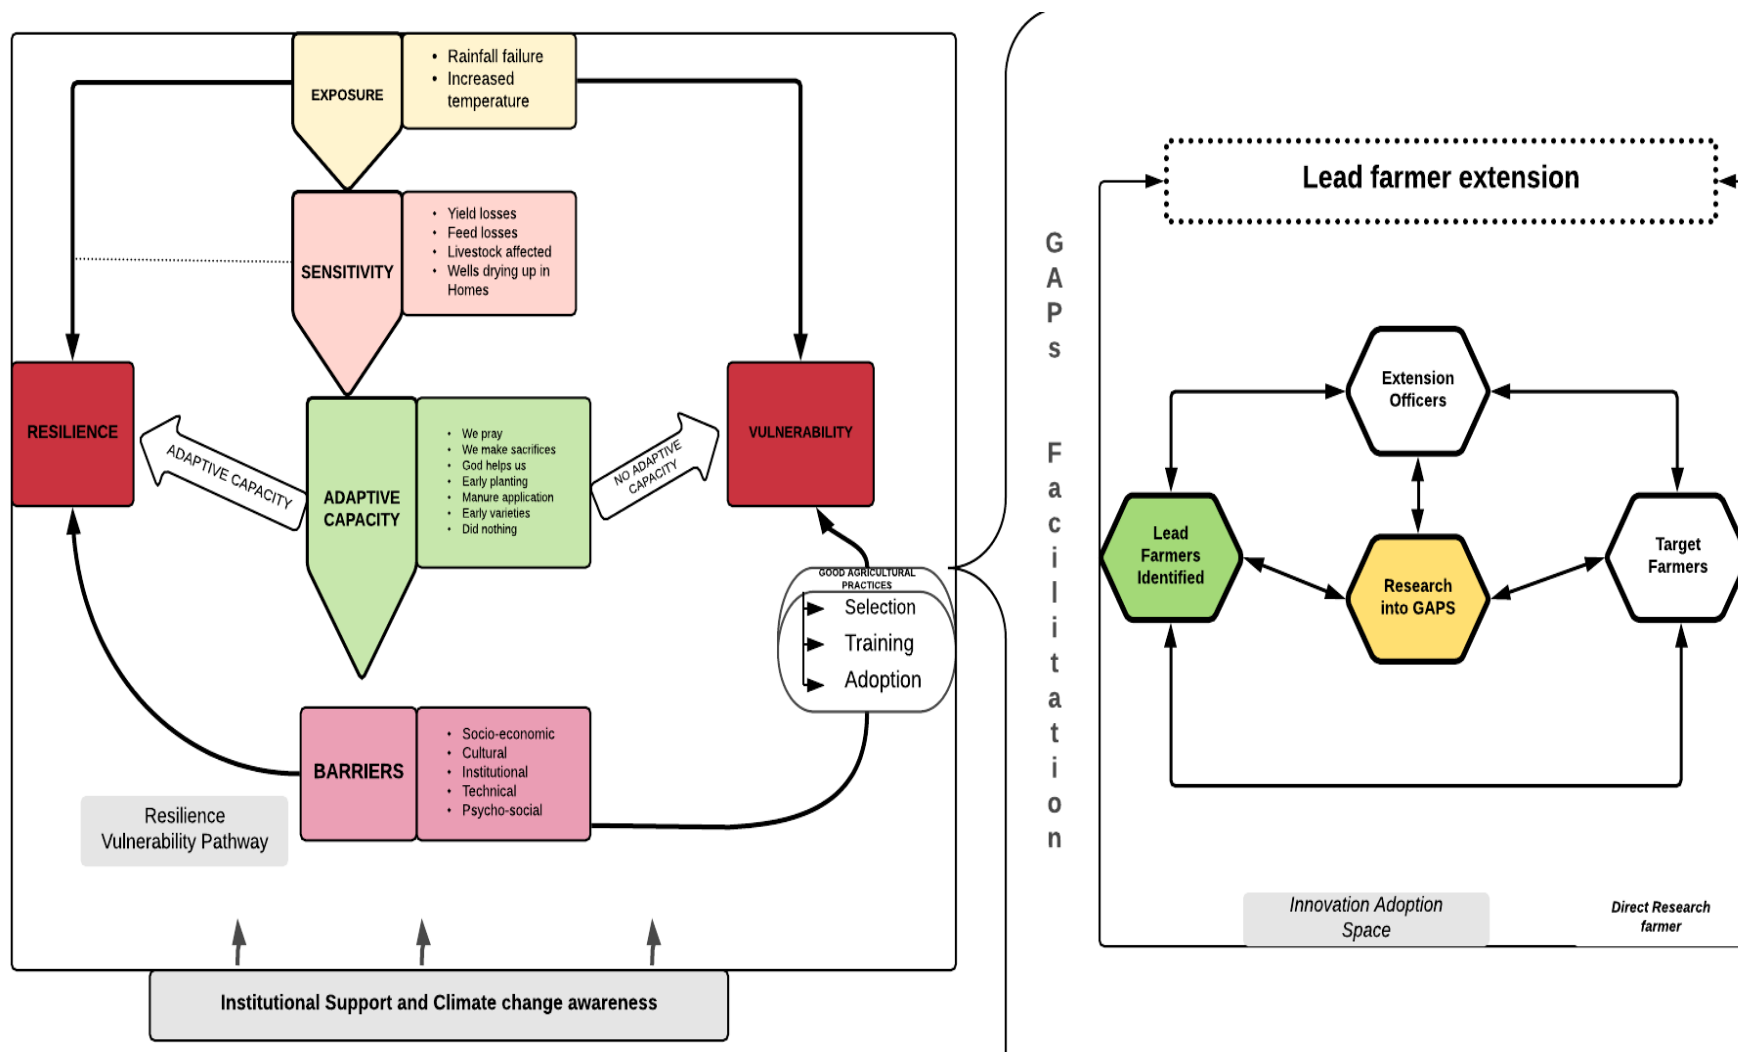 EXPOSURE
• Rainfall failure
• Increased
temperature
SENSITIVITY
• Yield losses
• Feed losses
• Livestock affected
• Wells drying up in
Homes
RESILIENCE
ADAPTIVE CAPACITY
ADAPTIVE
CAPACITY
• We pray
• We make sacrifices
• God helps us
• Early planting
• Manure application
• Early varieties
• Did nothing
NO ADAPTIVE
CAPACITY
VULNERABILITY
GOOD AGRICULTURAL
PRACTICES
Selection
Training
Adoption
BARRIERS
• Socio-economic
• Cultural
• Institutional
• Technical
• Psycho-social
Resilience
Vulnerability Pathway
Institutional Support and Climate change awareness
GAPs
Facilitation
Lead farmer extension
Extension
Officers
Lead
Farmers
Identified
Research
into GAPS
Target
Farmers
Innovation Adoption
Space
Direct Research
farmer